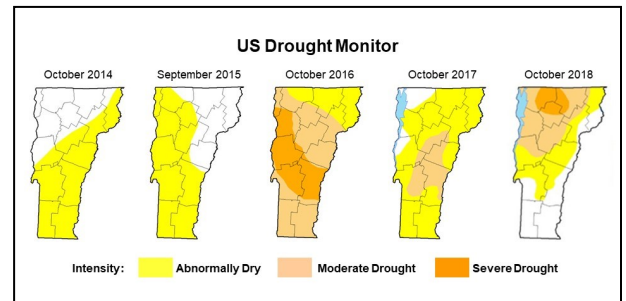 US Drought Monitor
October 2014 September 2015 October 2016 October 2017 October 2018
Intensity: Abnormally Dry Moderate Drought Severe Drought